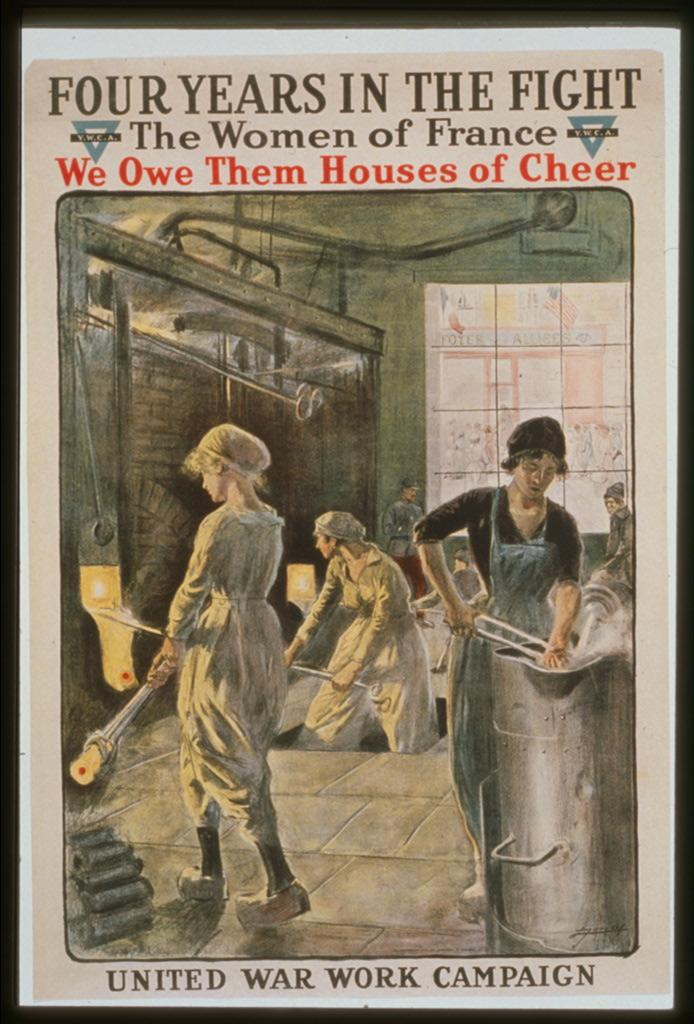 FOUR YEARS IN THE FIGHT
Y.W.C.A. The Women of France Y.W.C.A.
We Owe Them Houses of Cheer
FOYER ALLIEES
UNITED WAR WORK CAMPAIGN